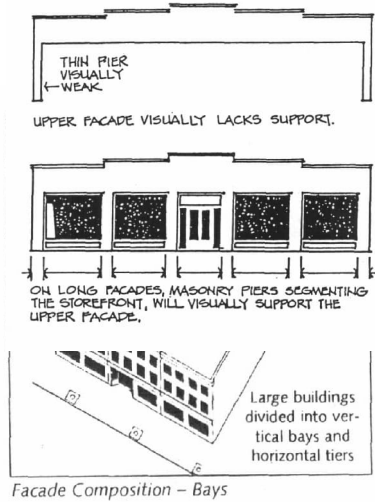 THIN PIER
VISUALLY
WEAK
UPPER FACADE VISUALLY LACKS SUPPORT.
ON LONG FACADES, MASONRY PIERS SEGMENTING
THE STOREFRONT, WILL VISUALLY SUPPORT THE
UPPER FACADE.
Large buildings
divided into ver-
tical bays and
horizontal tiers
Facade Composition – Bays